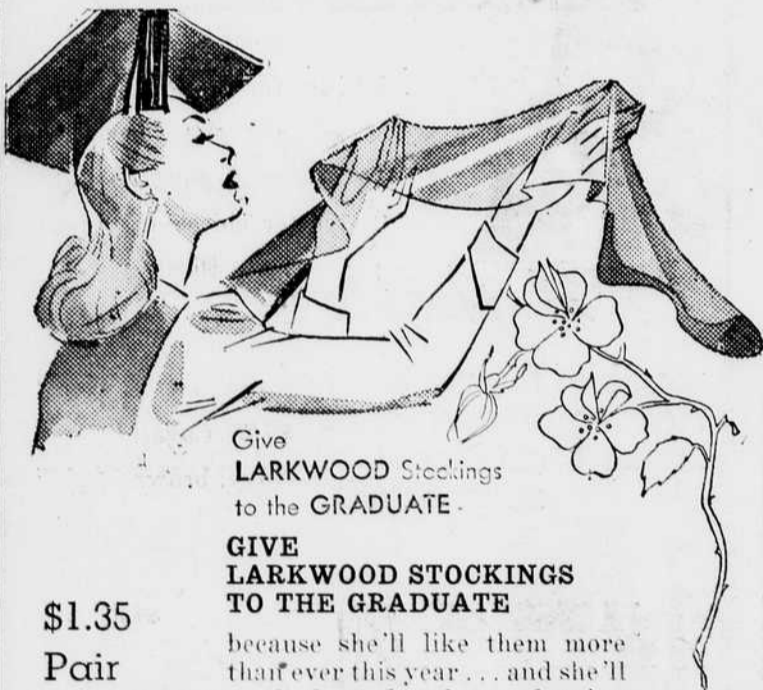 Give
LARKWOOD Stockings
to the GRADUATE
GIVE
LARKWOOD STOCKINGS
TO THE GRADUATE
$1.35
Pair
because she'll like them more
than ever this year... and she'll